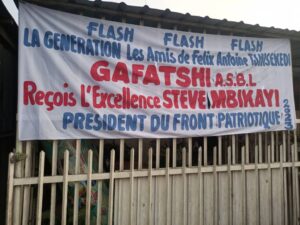 FLASH FLASH FLASH
LA GENERATION Les Amis de Felix Antoine TSHISEKEDI
GAFATSHI A.S.B.L
Reçois L'Excellence STEVE MBIKAYI
PRESIDENT DU FRONT PATRIOTIQUE
2023